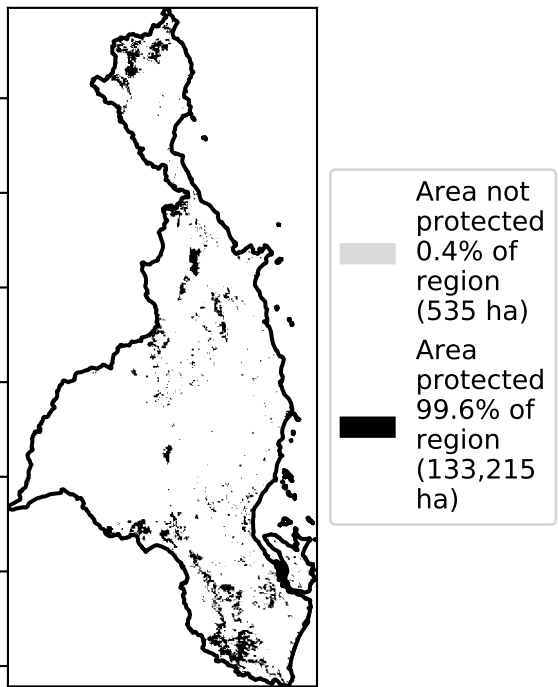 Area not
protected
0.4% of
region
(535 ha)
Area
protected
99.6% of
region
(133,215
ha)